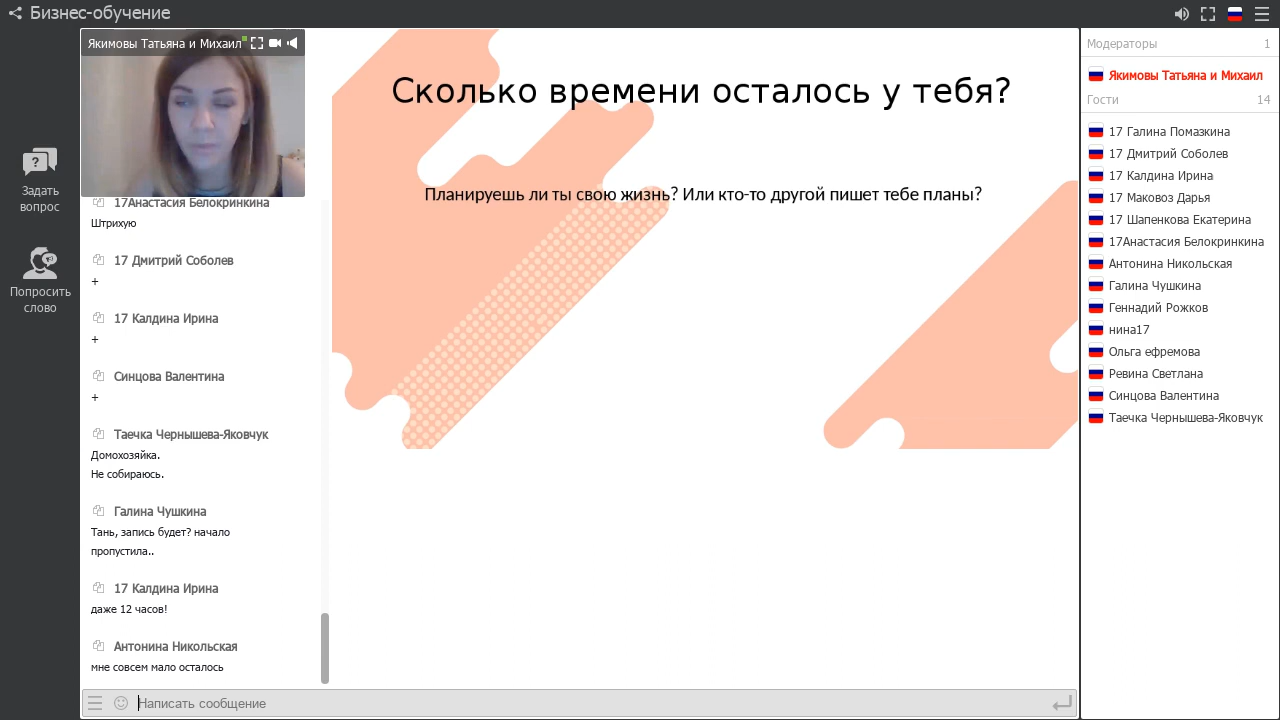 Бизнес-обучение
Задать
вопрос
Попросить
слово
Якимовы Татьяна и Михаил
17Анастасия Белокринкина
Штрихую
17 Дмитрий Соболев
+
17 Калдина Ирина
+
Синцова Валентина
+
Таечка Чернышева-Яковчук
Домохозяйка.
Не собираюсь.
Галина Чушкина
Тань, запись будет? начало
пропустила..
17 Калдина Ирина
даже 12 часов!
Антонина Никольская
мне совсем мало осталось
Написать сообщение
Сколько времени осталось у тебя?
Планируешь ли ты свою жизнь? Или кто-то другой пишет тебе планы?
Модераторы 1
Якимовы Татьяна и Михаил
Гости 14
17 Галина Помазкина
17 Дмитрий Соболев
17 Калдина Ирина
17 Маковоз Дарья
17 Шапенкова Екатерина
17Анастасия Белокринкина
Антонина Никольская
Галина Чушкина
Геннадий Рожков
нина17
Ольга ефремова
Ревина Светлана
Синцова Валентина
Таечка Чернышева-Яковчук